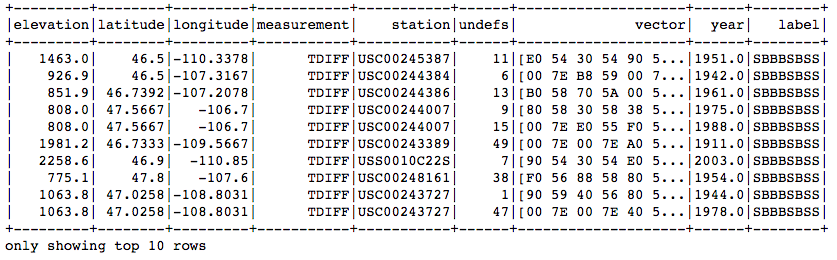 +---------+--------+---------+-----------+-----------+------+--------------------+------+--------+
|elevation|latitude|longitude|measurement|    station|undefs|              vector|  year|   label|
+---------+--------+---------+-----------+-----------+------+--------------------+------+--------+
|   1463.0|    46.5|-110.3378|      TDIFF|USC00245387|    11|[E0 54 30 54 90 5...|1951.0|SBBBSBSS|
|    926.9|    46.5|-107.3167|      TDIFF|USC00244384|     6|[00 7E B8 59 00 7...|1942.0|SBBBSBSS|
|    851.9| 46.7392|-107.2078|      TDIFF|USC00244386|    13|[B0 58 70 5A 00 5...|1961.0|SBBBSBSS|
|    808.0| 47.5667|   -106.7|      TDIFF|USC00244007|     9|[80 58 30 58 38 5...|1975.0|SBBBSBSS|
|    808.0| 47.5667|   -106.7|      TDIFF|USC00244007|    15|[00 7E E0 55 F0 5...|1988.0|SBBBSBSS|
|   1981.2| 46.7333|-109.5667|      TDIFF|USC00243389|    49|[00 7E 00 7E A0 5...|1911.0|SBBBSBSS|
|   2258.6|    46.9|  -110.85|      TDIFF|USS0010C22S|     7|[90 54 30 54 E0 5...|2003.0|SBBBSBSS|
|    775.1|    47.8|   -107.6|      TDIFF|USC00248161|    38|[F0 56 88 58 80 5...|1954.0|SBBBSBSS|
|   1063.8| 47.0258|-108.8031|      TDIFF|USC00243727|     1|[90 59 40 56 80 5...|1944.0|SBBBSBSS|
|   1063.8| 47.0258|-108.8031|      TDIFF|USC00243727|    47|[00 7E 00 7E 40 5...|1978.0|SBBBSBSS|
+---------+--------+---------+-----------+-----------+------+--------------------+------+--------+
only showing top 10 rows